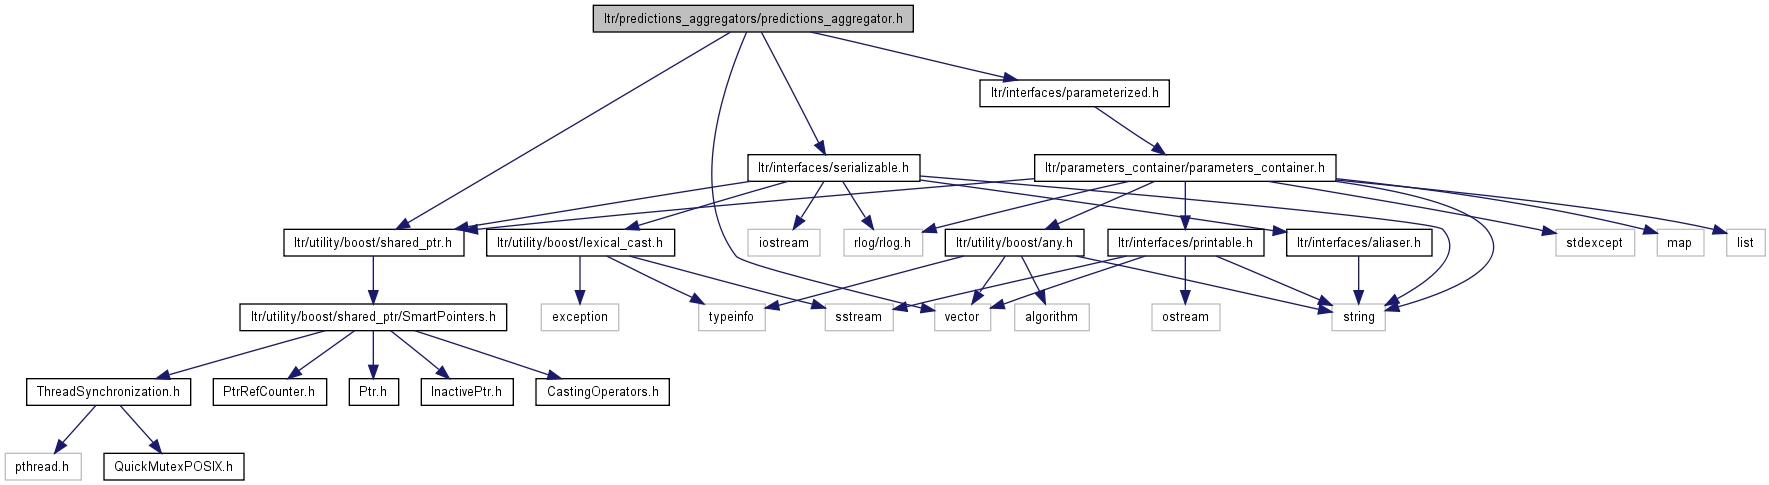 ltr/predictions_aggregators/predictions_aggregator.h
ltr/interfaces/parameterized.h
ltr/interfaces/serializable.h
ltr/parameters_container/parameters_container.h
ltr/utility/boost/shared_ptr.h
ltr/utility/boost/lexical_cast.h
iostream
rlog/rlog.h
ltr/utility/boost/any.h
ltr/interfaces/printable.h
ltr/interfaces/aliaser.h
stdexcept
map
list
ltr/utility/boost/shared_ptr/SmartPointers.h
exception
typeinfo
sstream
vector
algorithm
ostream
string
ThreadSynchronization.h
PtrRefCounter.h
Ptr.h
InactivePtr.h
CastingOperators.h
pthread.h
QuickMutexPOSIX.h